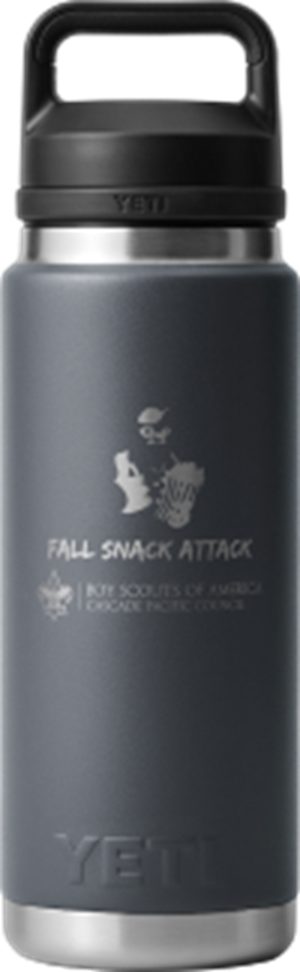 YETI
FALL SNACK ATTACK
BOY SCOUTS OF AMERICA
CASCADE PACIFIC COUNCIL
YETI